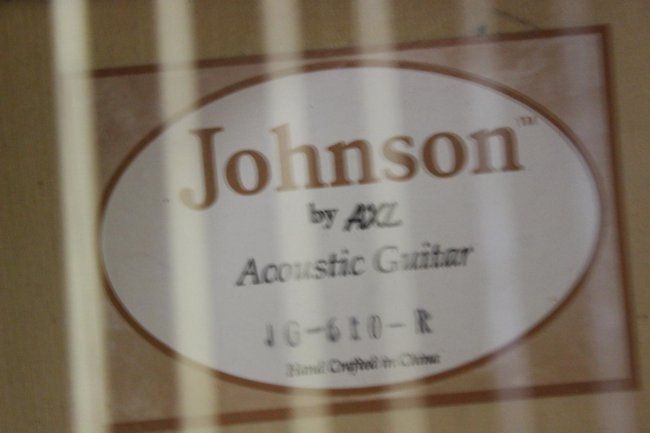 Johnson™
by AXL
Acoustic Guitar
JG-610-R
Hand Crafted in China